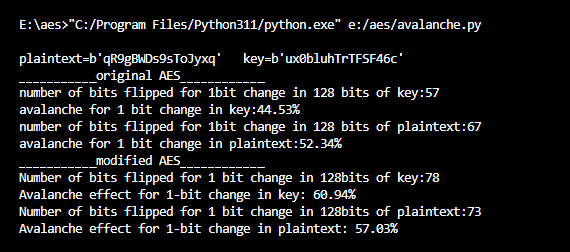 E:\aes>"C:/Program Files/Python311/python.exe" e:/aes/avalanche.py
plaintext=b'qR9gBWDs9sToJyxq' key=b'ux0bluhTrTFSF46c'
___________original AES____________
number of bits flipped for 1bit change in 128 bits of key:57
avalanche for 1 bit change in key:44.53%
number of bits flipped for 1bit change in 128 bits of plaintext:67
avalanche for 1 bit change in plaintext:52.34%
___________modified AES____________
Number of bits flipped for 1 bit change in 128bits of key:78
Avalanche effect for 1-bit change in key: 60.94%
Number of bits flipped for 1 bit change in 128bits of plaintext:73
Avalanche effect for 1-bit change in plaintext: 57.03%